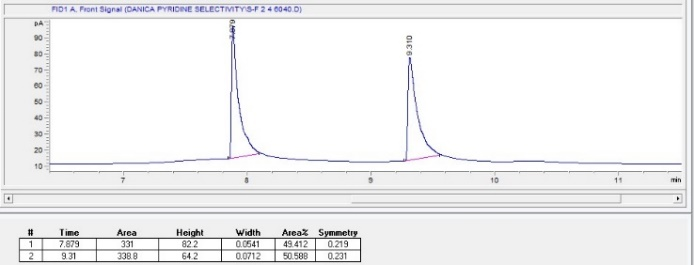 FID1 A, Front Signal (DANICA PYRIDINE SELECTIVITY\S-F 2 4 6040.D)
pA
90
80
70
60
50
40
30
20
10
7.879
9.310
7 8 9 10 11 min
# Time Area Height Width Area% Symmetry
1 7.879 331 82.2 0.0541 49.412 0.219
2 9.31 338.8 64.2 0.0712 50.588 0.231